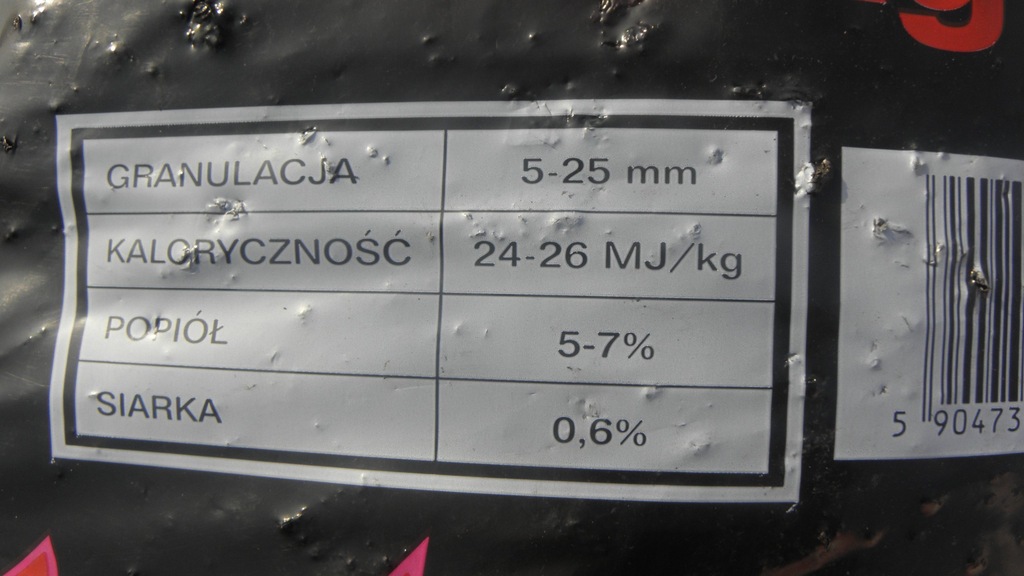 GRANULACJA 5-25 mm
KALORYCZNOŚĆ 24-26 MJ/kg
POPIÓŁ 5-7%
SIARKA 0,6%
5 90473